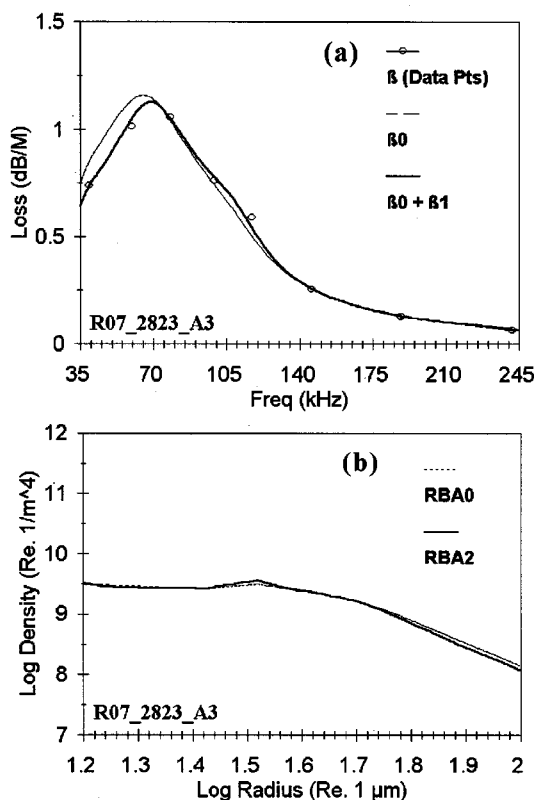 (a)
ß (Data Pts)
ß0
ß0 + ß1
1.5
1
0.5
0
Loss (dB/M)
R07_2823_A3
35 70 105 140 175 210 245
Freq (kHz)
(b)
RBA0
RBA2
12
11
10
9
8
7
Log Density (Re. 1/m^4)
R07_2823_A3
1.2 1.3 1.4 1.5 1.6 1.7 1.8 1.9 2
Log Radius (Re. 1 µm)